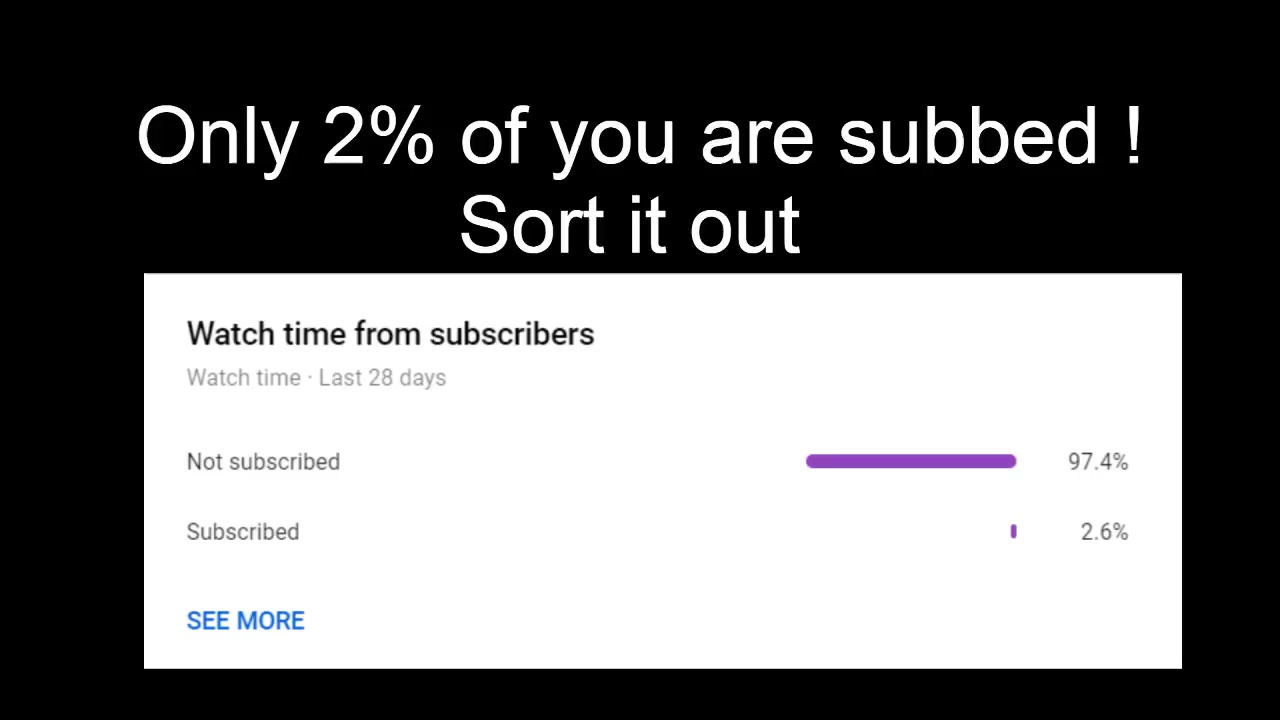 Only 2% of you are subbed !
Sort it out
Watch time from subscribers
Watch time · Last 28 days
Not subscribed 97.4%
Subscribed 2.6%
SEE MORE